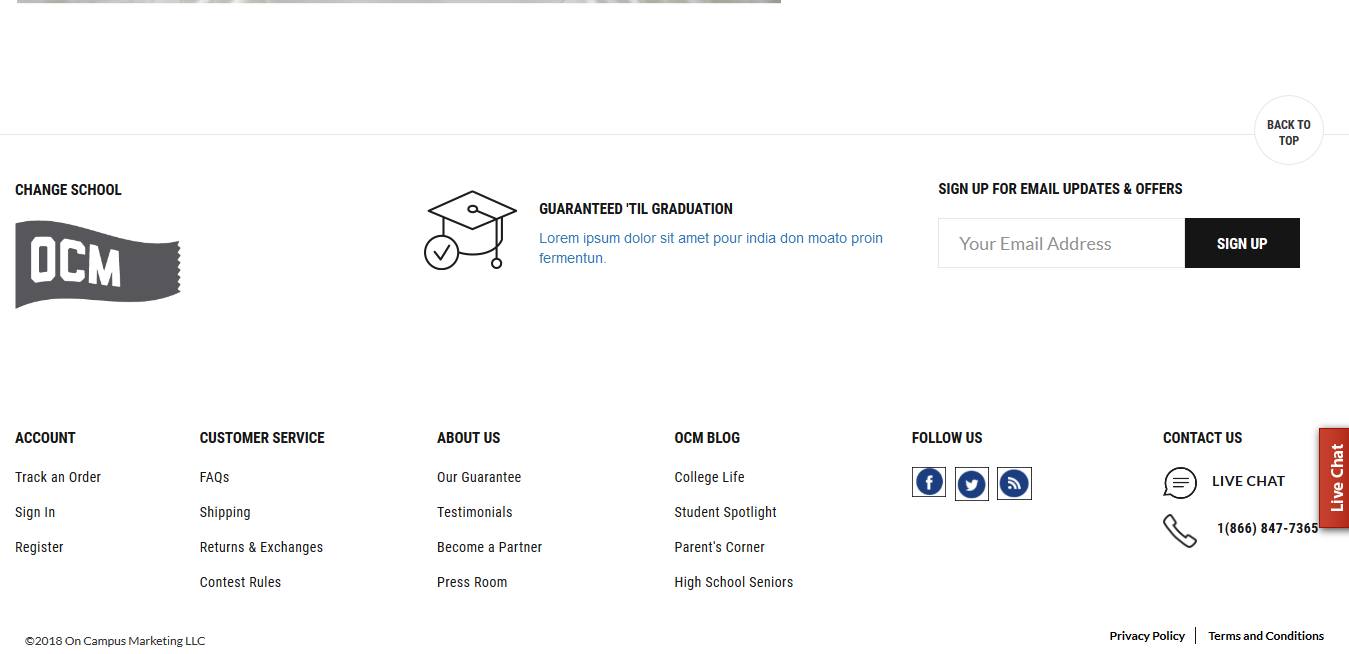 BACK TO
TOP
CHANGE SCHOOL
OCM
GUARANTEED 'TIL GRADUATION
Lorem ipsum dolor sit amet pour india don moato proin
fermentun.
SIGN UP FOR EMAIL UPDATES & OFFERS
Your Email Address
SIGN UP
ACCOUNT
Track an Order
Sign In
Register
CUSTOMER SERVICE
FAQs
Shipping
Returns & Exchanges
Contest Rules
ABOUT US
Our Guarantee
Testimonials
Become a Partner
Press Room
OCM BLOG
College Life
Student Spotlight
Parent's Corner
High School Seniors
FOLLOW US
CONTACT US
LIVE CHAT
1(866) 847-7365
Live Chat
©2018 On Campus Marketing LLC
Privacy Policy
Terms and Conditions